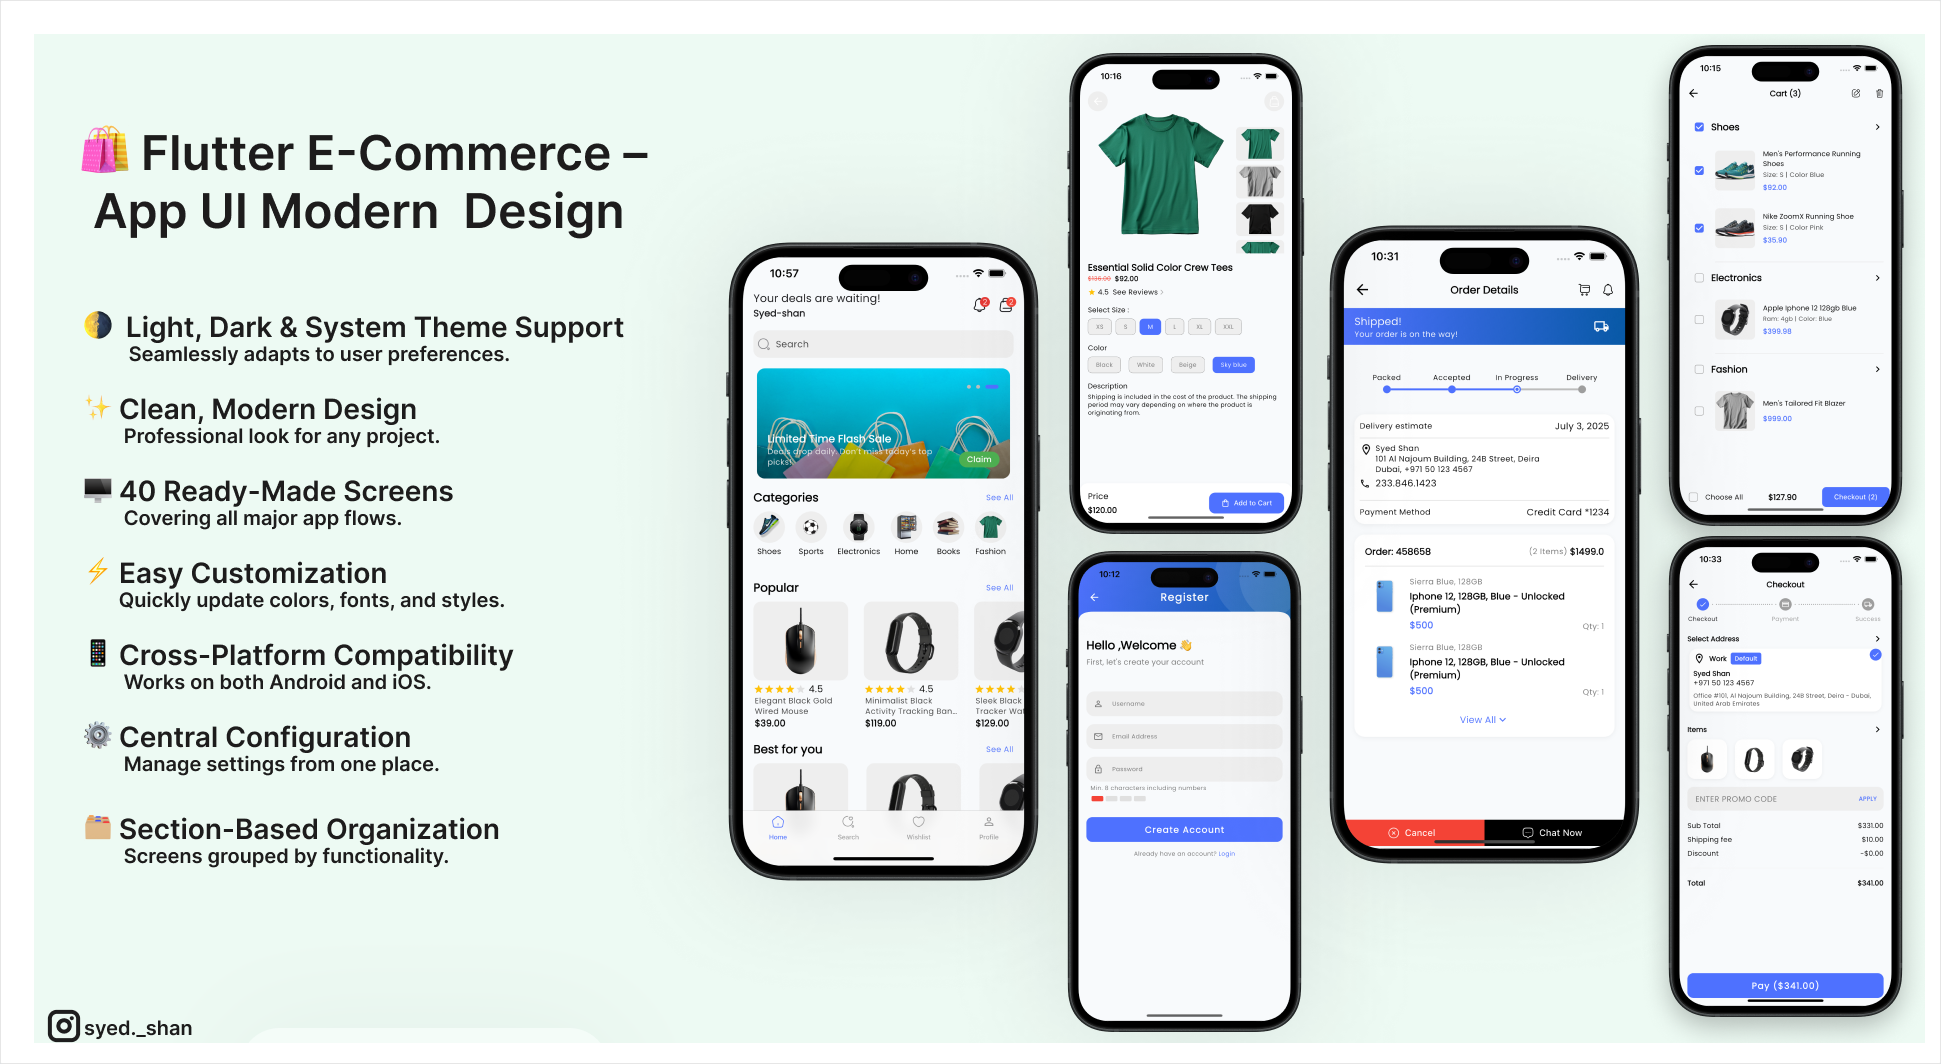 Flutter E-Commerce –
App UI Modern Design
Light, Dark & System Theme Support
Seamlessly adapts to user preferences.
Clean, Modern Design
Professional look for any project.
40 Ready-Made Screens
Covering all major app flows.
Easy Customization
Quickly update colors, fonts, and styles.
Cross-Platform Compatibility
Works on both Android and iOS.
Central Configuration
Manage settings from one place.
Section-Based Organization
Screens grouped by functionality.
syed._shan
10:57
Your deals are waiting!
Syed-shan
2
2
Search
Limited Time Flash Sale
Deals drop daily. Don't miss today's top
picks!
Claim
Categories
See All
Shoes
Sports
Electronics
Home
Books
Fashion
Popular
See All
4.5
4.5
Elegant Black Gold
Wired Mouse
$39.00
Minimalist Black
Activity Tracking Ban...
$119.00
Sleek Black
Tracker Wat
$129.00
Best for you
See All
Home
Search
Wishlist
Profile
10:16
Essential Solid Color Crew Tees
$136.00 $92.00
4.5 See Reviews
Select Size :
XS
S
M
L
XL
XXL
Color
Black
White
Beige
Sky blue
Description
Shipping is included in the cost of the product. The shipping
period may vary depending on where the product is
originating from.
Price
$120.00
Add to Cart
10:12
Register
Hello ,Welcome 👋
First, let's create your account
Username
Email Address
Password
Min. 8 characters including numbers
Create Account
Already have an account? Login
10:31
Order Details
Shipped!
Your order is on the way!
Packed
Accepted
In Progress
Delivery
Delivery estimate
July 3, 2025
Syed Shan
101 Al Najoum Building, 24B Street, Deira
Dubai, +971 50 123 4567
233.846.1423
Payment Method
Credit Card *1234
Order: 458658
(2 Items) $1499.0
Sierra Blue, 128GB
Iphone 12, 128GB, Blue - Unlocked
(Premium)
$500
Qty: 1
Sierra Blue, 128GB
Iphone 12, 128GB, Blue - Unlocked
(Premium)
$500
Qty: 1
View All
Cancel
Chat Now
10:15
Cart (3)
Shoes
Men's Performance Running
Shoes
Size: S | Color Blue
$92.00
Nike ZoomX Running Shoe
Size: S | Color Pink
$35.90
Electronics
Apple Iphone 12 128gb Blue
Ram: 4gb | Color: Blue
$399.98
Fashion
Men's Tailored Fit Blazer
$999.00
Choose All
$127.90
Checkout (2)
10:33
Checkout
Checkout
Payment
Success
Select Address
Work
Default
Syed Shan
+971 50 123 4567
Office #101, Al Najoum Building, 24B Street, Deira - Dubai,
United Arab Emirates
Items
ENTER PROMO CODE
APPLY
Sub Total
$331.00
Shipping fee
$10.00
Discount
-$0.00
Total
$341.00
Pay ($341.00)